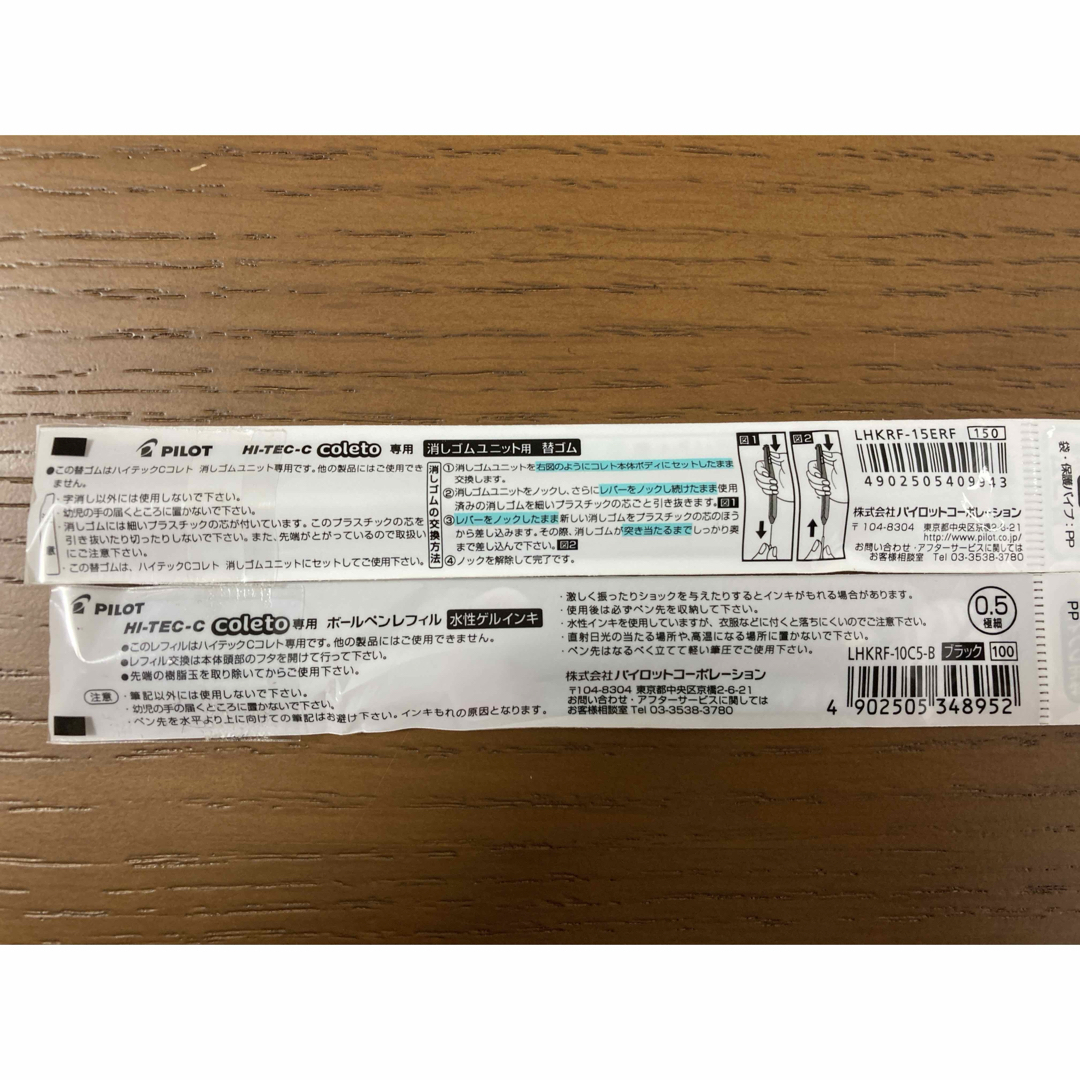 PILOT HI-TEC-C coleto 専用 消しゴムユニット用 替ゴム
●この替ゴムはハイテックCコレト 消しゴムユニット専用です。他の製品にはご使用できません。
・字消し以外には使用しないで下さい。
・幼児の手の届くところに置かないで下さい。
・消しゴムには細いプラスチックの芯が付いています。このプラスチックの芯を
引き抜いたり切ったりしないで下さい。また、先端がとがっているので取扱い
にご注意下さい。
・この替ゴムは、ハイテックCコレト 消しゴムユニットにセットしてご使用下さい。
消しゴムの交換方法
①消しゴムユニットを右図のようにコレト本体ボディにセットしたまま
交換します。
②消しゴムユニットをノックし、さらにレバーをノックし続けたまま使用
済みの消しゴムユニットを細いプラスチックの芯ごと引き抜きます。図1
③レバーをノックしたまま新しい消しゴムをプラスチックの芯のほう
から差し込みます。その際、消しゴムが突き当たるまでしっかり奥
まで差し込んで下さい。図2
④ノックを解除して完了です。
図1
図2
LHKRF-15ERF 150
4902505409943
株式会社パイロットコーポレーション
〒104-8304 東京都中央区京橋2-6-21
http://www.pilot.co.jp/
お問い合わせ・アフターサービスに関しては
お客様相談室 Tel 03-3538-3780
袋・保護パイプ:PP
PILOT
HI-TEC-C coleto 専用 ボールペンレフィル 水性ゲルインキ
●このレフィルはハイテックCコレト専用です。他の製品にはご使用できません。
●レフィル交換は本体頭部のフタを開けて行って下さい。
●先端の樹脂玉を取り除いてからご使用下さい。
注意
・筆記以外には使用しないで下さい。
・幼児の手の届くところに置かないで下さい。
・ペン先を水平より上に向けての筆記はお避け下さい。インキもれの原因となります。
・激しく振ったりショックを与えたりするとインキがもれる場合があります。
・使用後は必ずペン先を収納して下さい。
・水性インキを使用していますが、衣服などに付くと落ちにくいのでご注意下さい。
・直射日光の当たる場所や、高温になる場所に置かないで下さい。
・ペン先はなるべく立てて軽い筆圧でご使用下さい。
株式会社パイロットコーポレーション
〒104-8304 東京都中央区京橋2-6-21
お問い合わせ・アフターサービスに関しては
お客様相談室 Tel 03-3538-3780
0.5
極細
LHKRF-10C5-B ブラック 100
4 902505 348952
PP